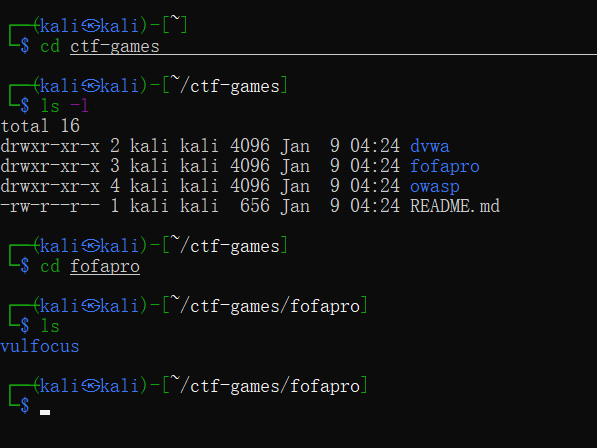 ┌──(kali㉿kali)-[~]
└─$ cd ctf-games
┌──(kali㉿kali)-[~/ctf-games]
└─$ ls -l
total 16
drwxr-xr-x 2 kali kali 4096 Jan  9 04:24 dvwa
drwxr-xr-x 3 kali kali 4096 Jan  9 04:24 fofapro
drwxr-xr-x 4 kali kali 4096 Jan  9 04:24 owasp
-rw-r--r-- 1 kali kali  656 Jan  9 04:24 README.md
┌──(kali㉿kali)-[~/ctf-games]
└─$ cd fofapro
┌──(kali㉿kali)-[~/ctf-games/fofapro]
└─$ ls
vulfocus
┌──(kali㉿kali)-[~/ctf-games/fofapro]
└─$